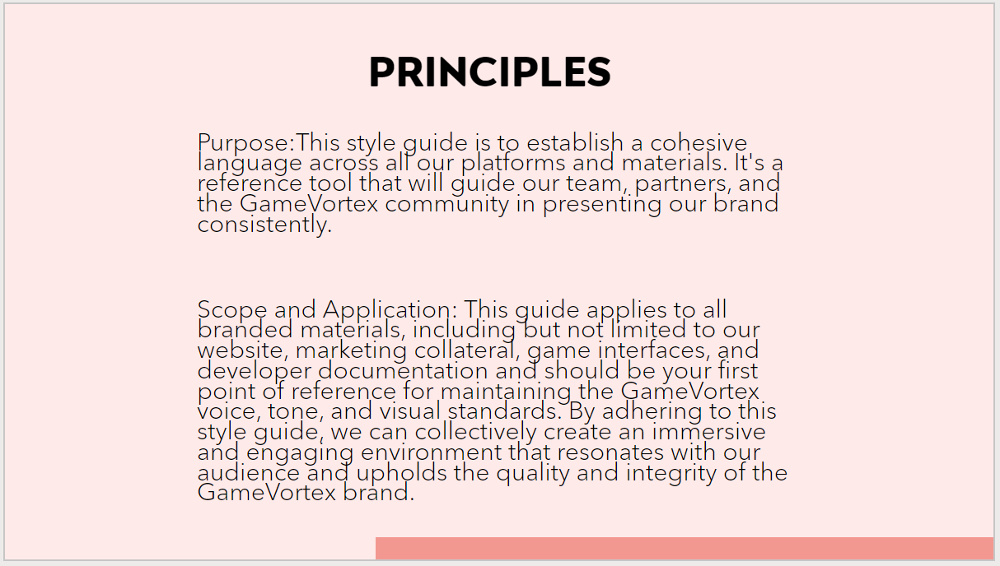 PRINCIPLES
Purpose:This style guide is to establish a cohesive
language across all our platforms and materials. It's a
reference tool that will guide our team, partners, and
the GameVortex community in presenting our brand
consistently.
Scope and Application: This guide applies to all
branded materials, including but not limited to our
website, marketing collateral, game interfaces, and
developer documentation and should be your first
point of reference for maintaining the GameVortex
voice, tone, and visual standards. By adhering to this
style guide, we can collectively create an immersive
and engaging environment that resonates with our
audience and upholds the quality and integrity of the
GameVortex brand.